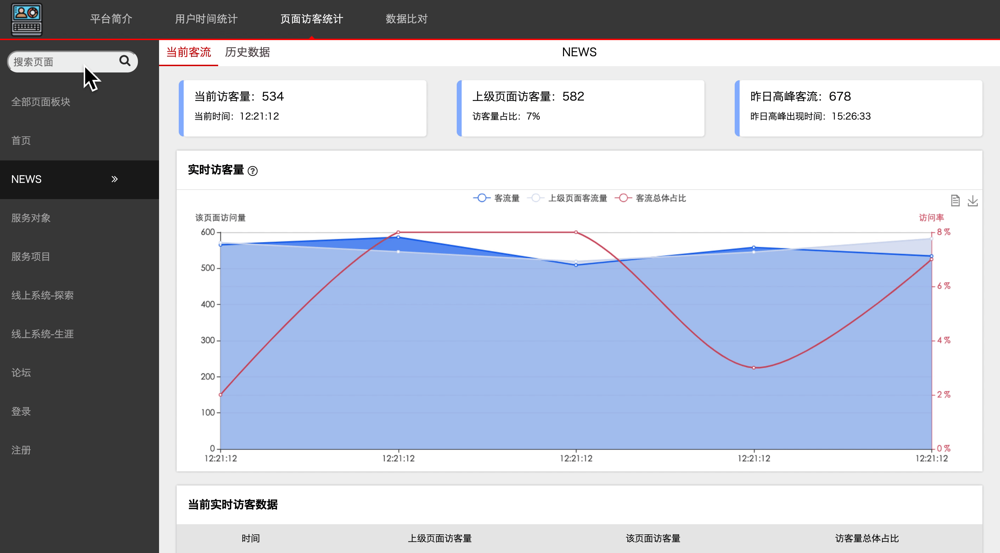 平台简介 用户时间统计 页面访客统计 数据比对
搜索页面
全部页面板块
首页
NEWS
服务对象
服务项目
线上系统-探索
线上系统-生涯
论坛
登录
注册
当前客流 历史数据 NEWS
当前访客量：534
当前时间：12:21:12
上级页面访客量：582
访客量占比：7%
昨日高峰客流：678
昨日高峰出现时间：15:26:33
实时访客量 ?
客流量 上级页面客流量 客流总体占比
该页面访问量 访问率
600 8 %
500
6 %
400
300 4 %
200
2 %
100
0 0 %
12:21:12 12:21:12 12:21:12 12:21:12 12:21:12
当前实时访客数据
时间 上级页面访客量 该页面访客量 访客量总体占比